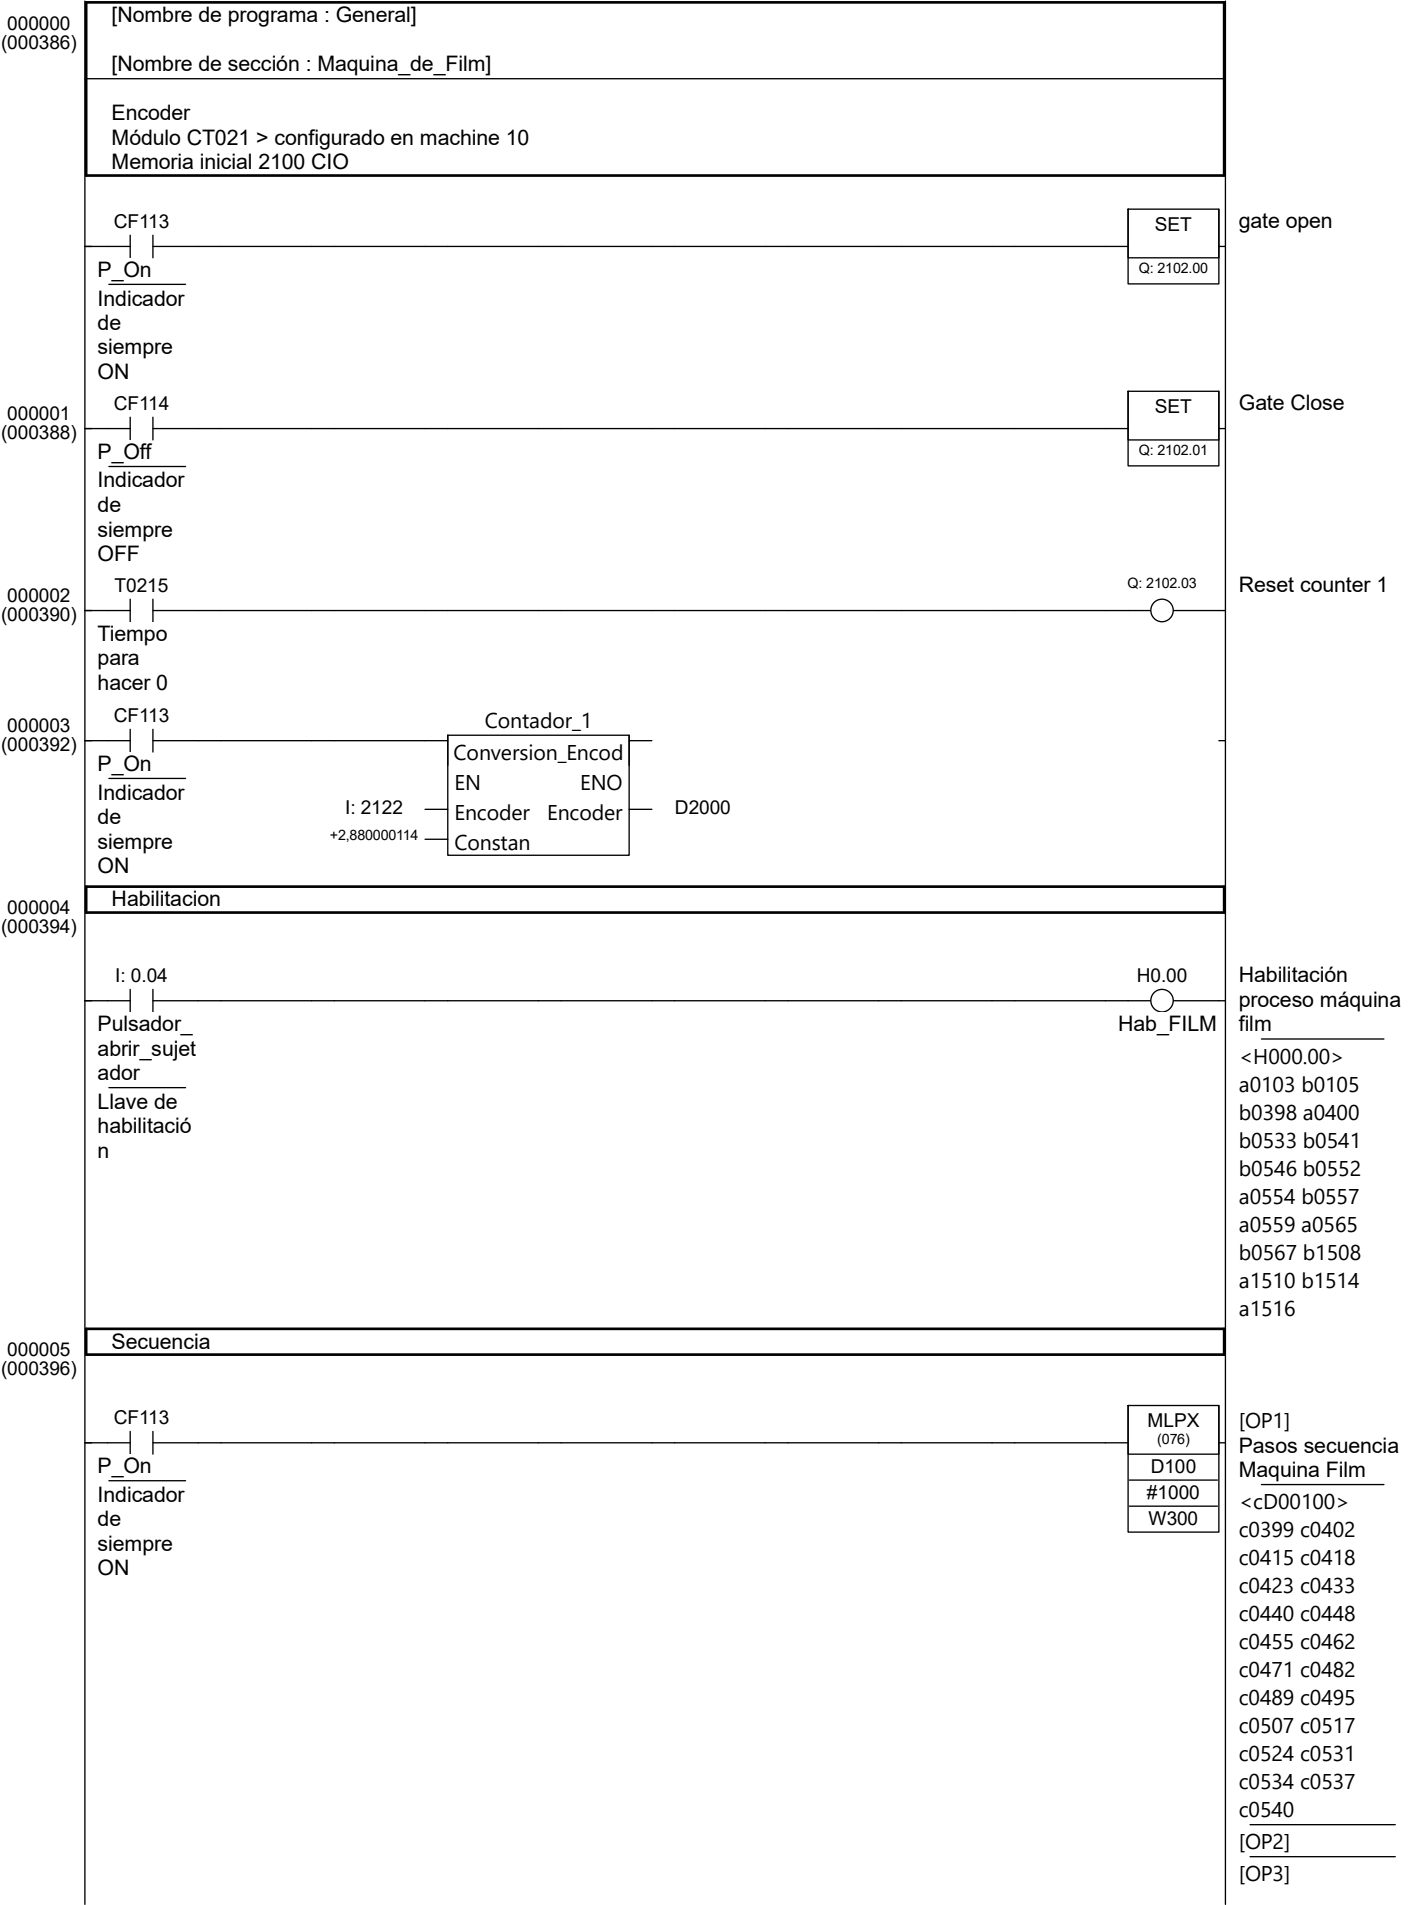 000000
(000386)
[Nombre de programa : General]
[Nombre de sección : Maquina_de_Film]
Encoder
Módulo CT021 > configurado en machine 10
Memoria inicial 2100 CIO
CF113
P_On
Indicador
de
siempre
ON
SET
Q: 2102.00
gate open
000001
(000388)
CF114
P_Off
Indicador
de
siempre
OFF
SET
Q: 2102.01
Gate Close
000002
(000390)
T0215
Tiempo
para
hacer 0
Q: 2102.03
Reset counter 1
000003
(000392)
CF113
P_On
Indicador
de
siempre
ON
Contador_1
Conversion_Encod
EN ENO
I: 2122 Encoder Encoder D2000
+2,880000114 Constan
000004
(000394)
Habilitacion
I: 0.04
Pulsador_
abrir_sujet
ador
Llave de
habilitació
n
H0.00
Hab_FILM
Habilitación
proceso máquina
film
<H000.00>
a0103 b0105
b0398 a0400
b0533 b0541
b0546 b0552
a0554 b0557
a0559 a0565
b0567 b1508
a1510 b1514
a1516
000005
(000396)
Secuencia
CF113
P_On
Indicador
de
siempre
ON
MLPX
(076)
D100
#1000
W300
[OP1]
Pasos secuencia
Maquina Film
<cD00100>
c0399 c0402
c0415 c0418
c0423 c0433
c0440 c0448
c0455 c0462
c0471 c0482
c0489 c0495
c0507 c0517
c0524 c0531
c0534 c0537
c0540
[OP2]
[OP3]